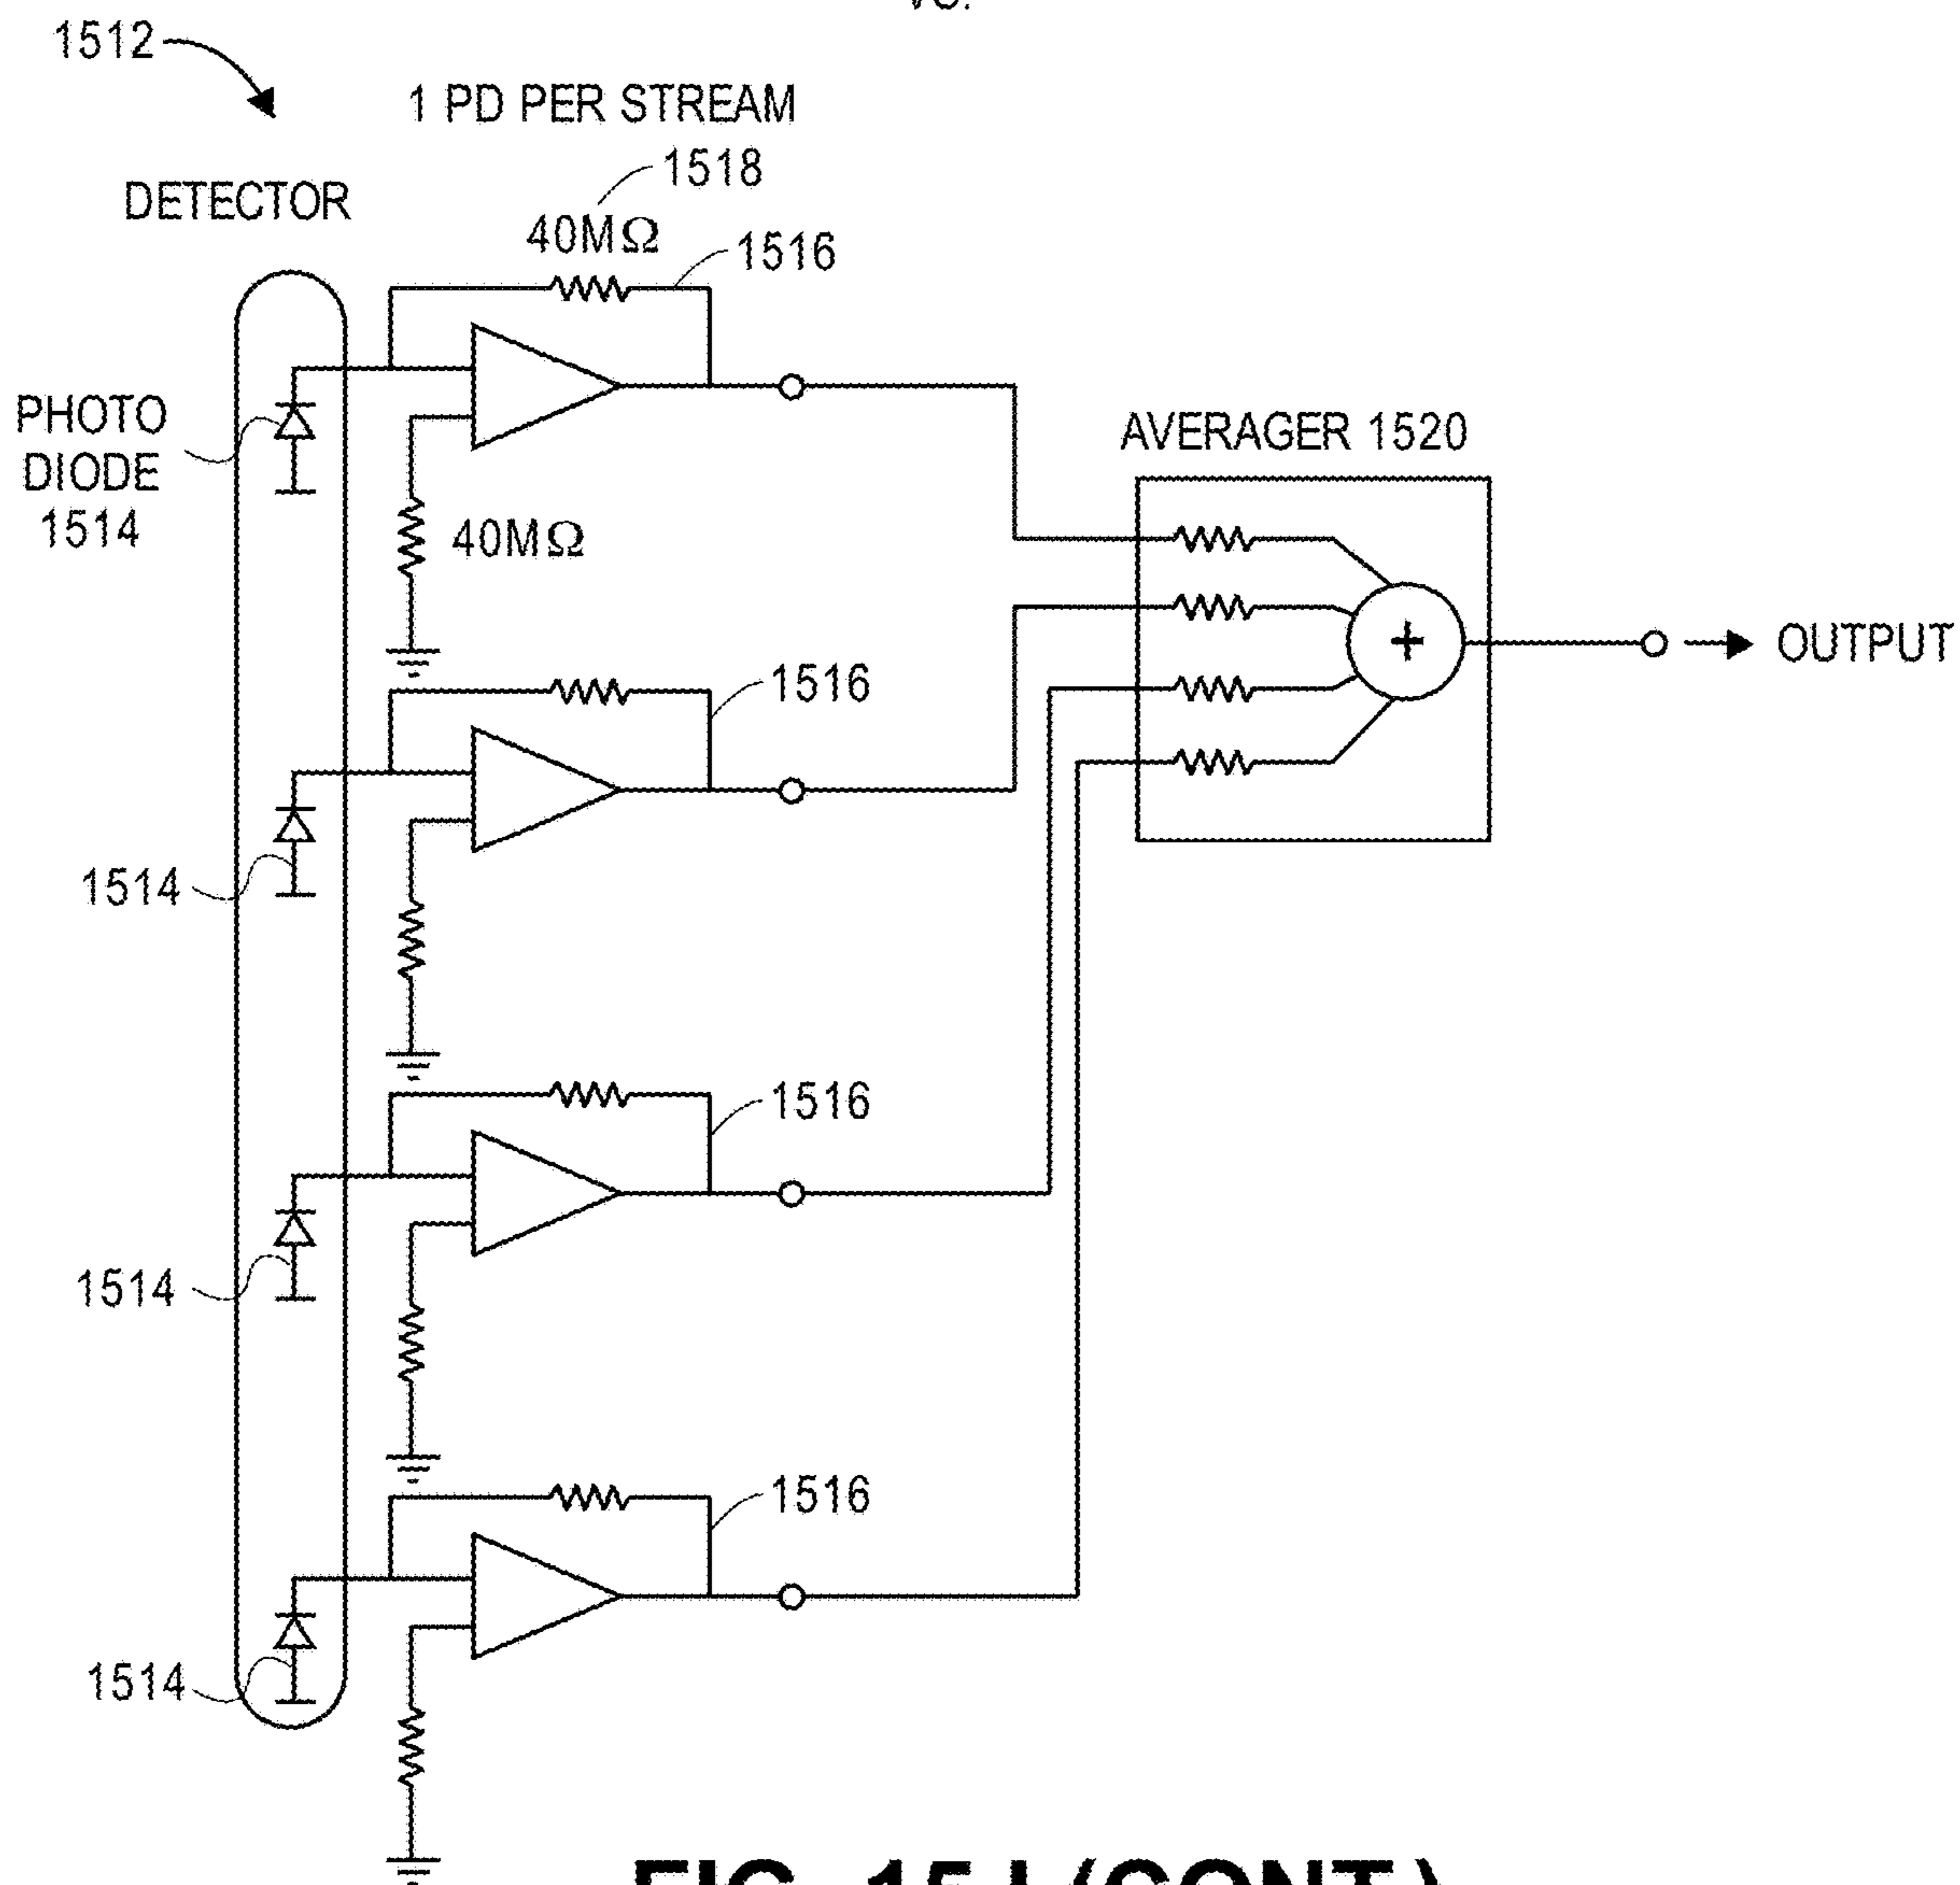 1512
1 PD PER STREAM
1518
DETECTOR
40MΩ
1516
PHOTO
DIODE
1514
AVERAGER 1520
40MΩ
+
OUTPUT
1516
1514
1516
1514
1516
1514